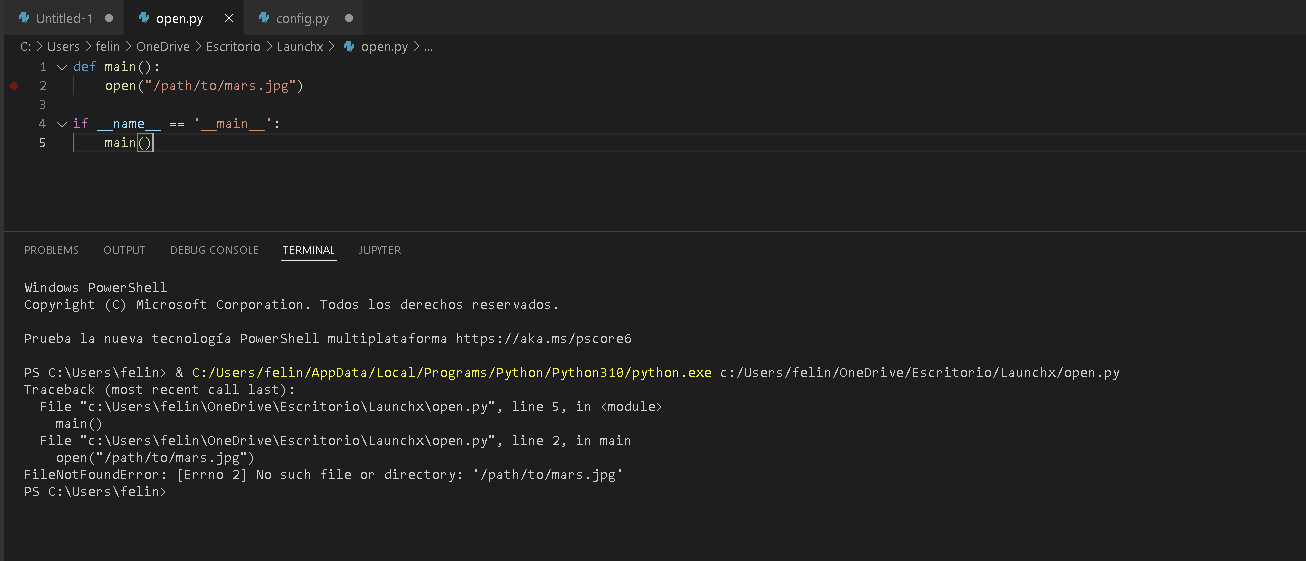 Untitled-1 open.py config.py
C: > Users > felin > OneDrive > Escritorio > Launchx > open.py > ...
1 def main():
2     open("/path/to/mars.jpg")
3
4 if __name__ == '__main__':
5     main()
PROBLEMS OUTPUT DEBUG CONSOLE TERMINAL JUPYTER
Windows PowerShell
Copyright (C) Microsoft Corporation. Todos los derechos reservados.
Prueba la nueva tecnología PowerShell multiplataforma https://aka.ms/pscore6
PS C:\Users\felin> & C:/Users/felin/AppData/Local/Programs/Python/Python310/python.exe c:/Users/felin/OneDrive/Escritorio/Launchx/open.py
Traceback (most recent call last):
  File "c:\Users\felin\OneDrive\Escritorio\Launchx\open.py", line 5, in <module>
    main()
  File "c:\Users\felin\OneDrive\Escritorio\Launchx\open.py", line 2, in main
    open("/path/to/mars.jpg")
FileNotFoundError: [Errno 2] No such file or directory: '/path/to/mars.jpg'
PS C:\Users\felin>